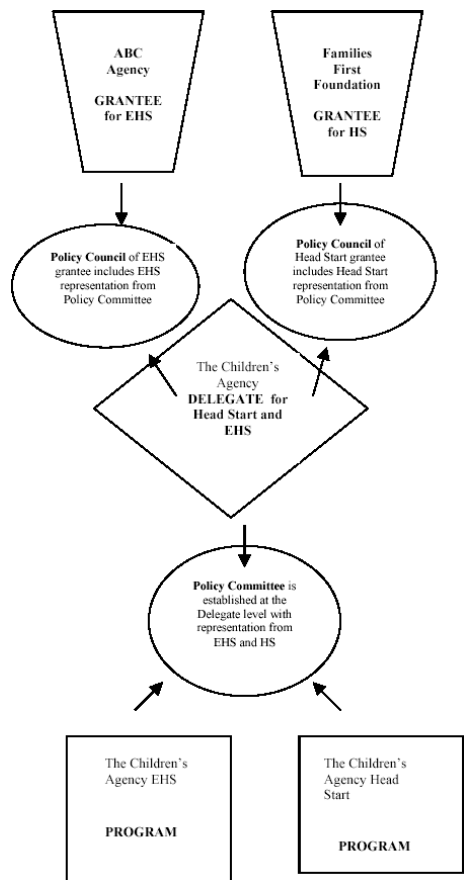 ABC
Agency
GRANTEE
for EHS
Families
First
Foundation
GRANTEE
for HS
Policy Council of EHS
grantee includes EHS
representation from
Policy Committee
Policy Council of
Head Start grantee
includes Head Start
representation from
Policy Committee
The Children's
Agency
DELEGATE for
Head Start and
EHS
Policy Committee is
established at the
Delegate level with
representation from
EHS and HS
The Children's
Agency EHS
PROGRAM
The Children's
Agency Head
Start
PROGRAM